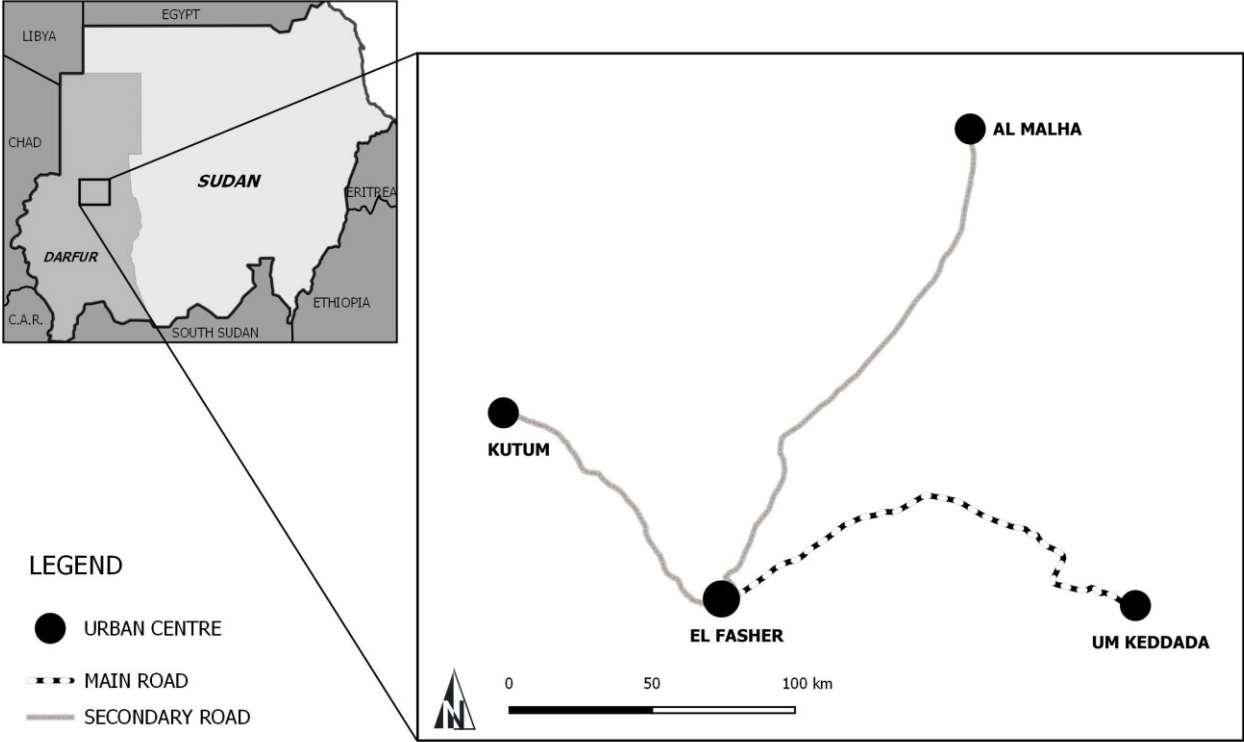 EGYPT
LIBYA
CHAD
SUDAN
ERITREA
DARFUR
C.A.R.
ETHIOPIA
SOUTH SUDAN
AL MALHA
KUTUM
EL FASHER
UM KEDDADA
LEGEND
URBAN CENTRE
MAIN ROAD
SECONDARY ROAD
N
0 50 100 km